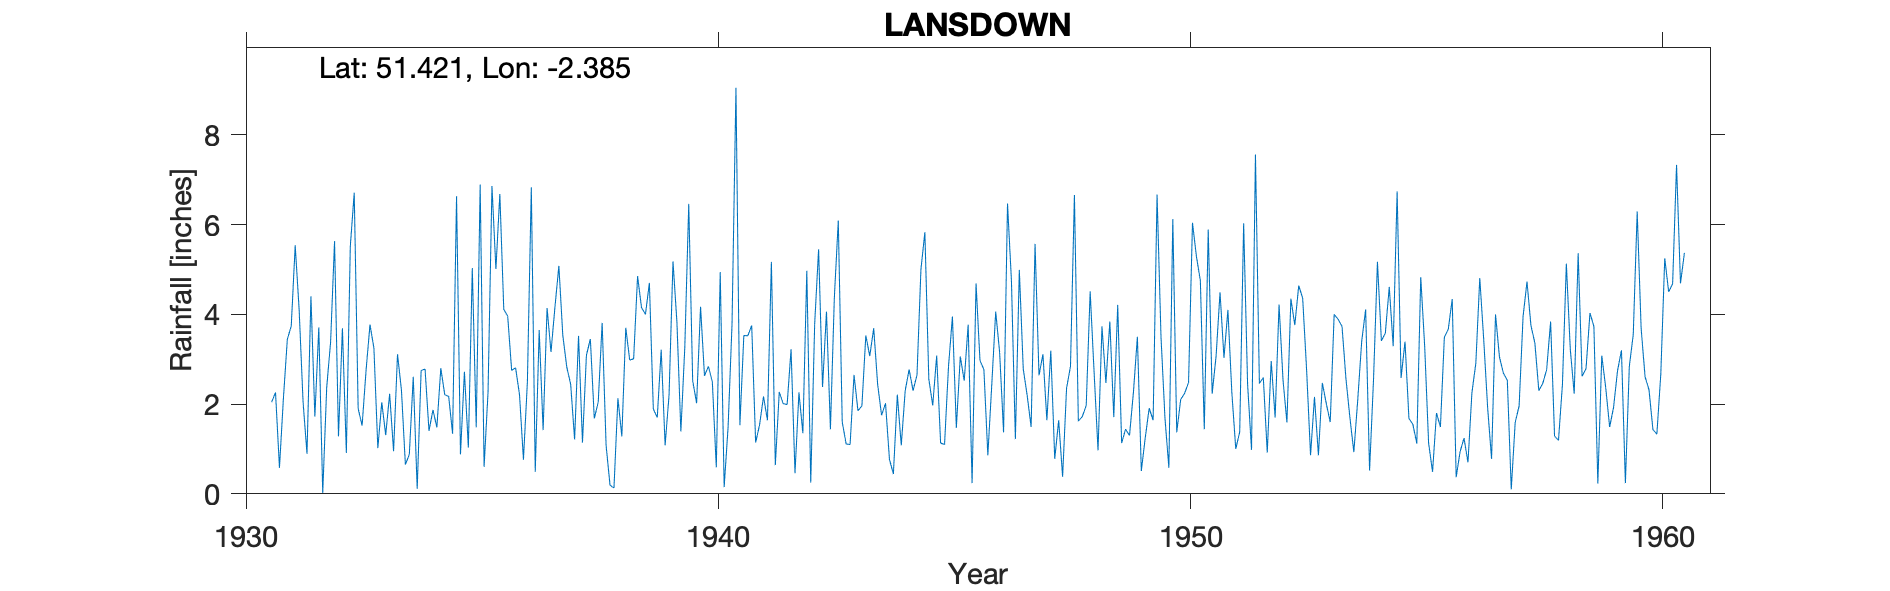 LANSDOWN
Lat: 51.421, Lon: -2.385
Rainfall [inches]
8
6
4
2
0
1930 1940 1950 1960
Year